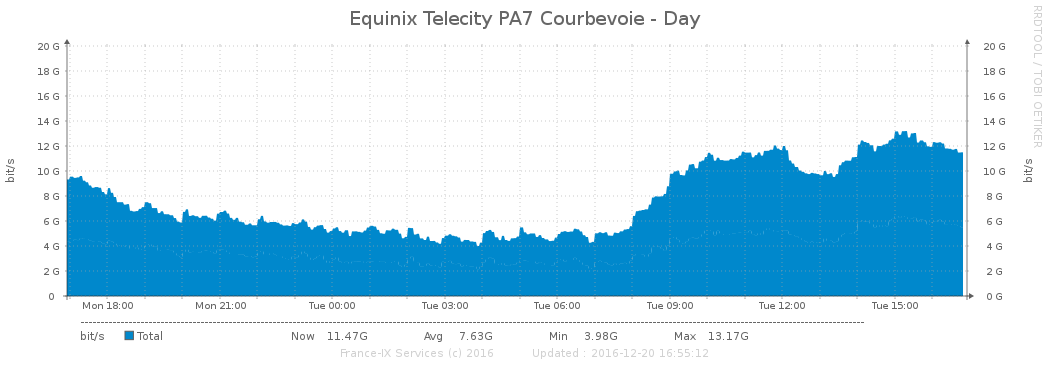 Equinix Telecity PA7 Courbevoie - Day
RRDTOOL / TOBI OETIKER
bit/s
20 G 20 G
18 G 18 G
16 G 16 G
14 G 14 G
12 G 12 G
10 G 10 G
8 G 8 G
6 G 6 G
4 G 4 G
2 G 2 G
0 0 G
bit/s
Mon 18:00 Mon 21:00 Tue 00:00 Tue 03:00 Tue 06:00 Tue 09:00 Tue 12:00 Tue 15:00
bit/s Total Now 11.47G Avg 7.63G Min 3.98G Max 13.17G
France-IX Services (c) 2016 Updated : 2016-12-20 16:55:12